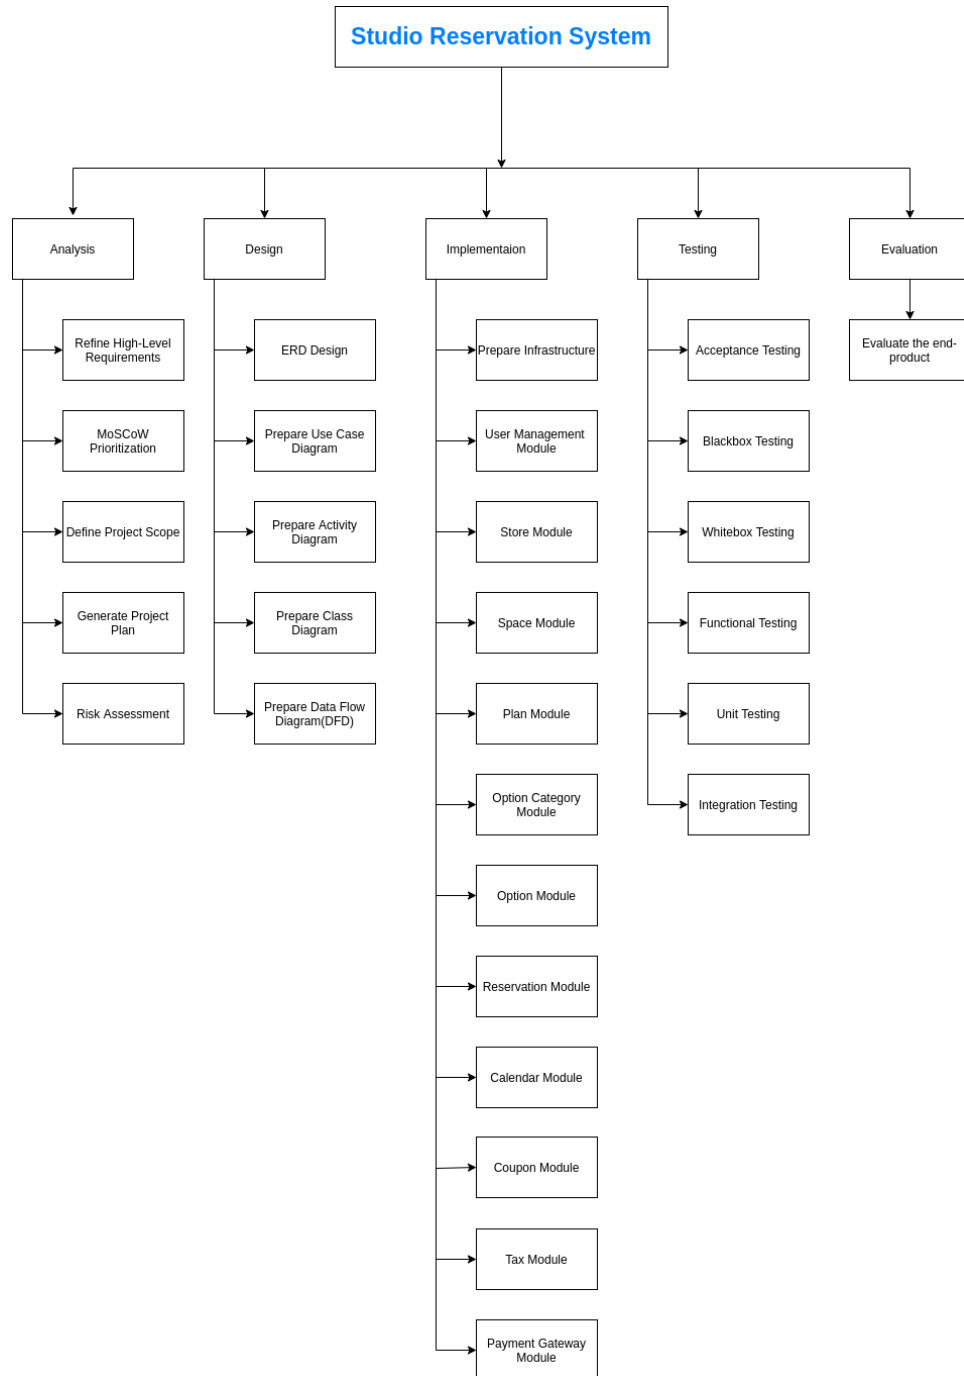 Studio Reservation System
Analysis
Design
Implementaion
Testing
Evaluation
Refine High-Level
Requirements
MoSCoW
Prioritization
Define Project Scope
Generate Project
Plan
Risk Assessment
ERD Design
Prepare Use Case
Diagram
Prepare Activity
Diagram
Prepare Class
Diagram
Prepare Data Flow
Diagram(DFD)
Prepare Infrastructure
User Management
Module
Store Module
Space Module
Plan Module
Option Category
Module
Option Module
Reservation Module
Calendar Module
Coupon Module
Tax Module
Payment Gateway
Module
Acceptance Testing
Blackbox Testing
Whitebox Testing
Functional Testing
Unit Testing
Integration Testing
Evaluate the end-
product